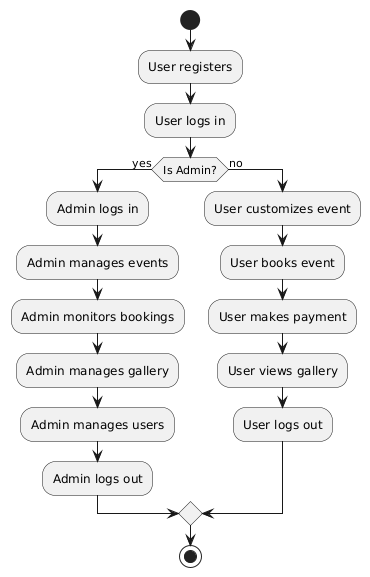 User registers
User logs in
yes
Is Admin?
no
Admin logs in
Admin manages events
Admin monitors bookings
Admin manages gallery
Admin manages users
Admin logs out
User customizes event
User books event
User makes payment
User views gallery
User logs out